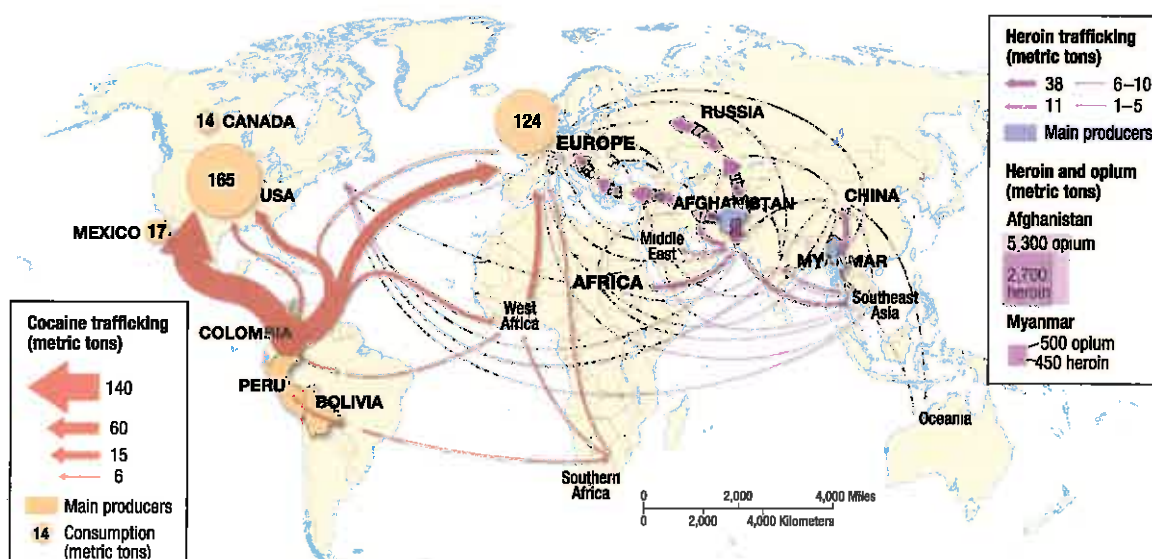 Heroin trafficking
(metric tons)
38
6–10
11
1–5
Main producers
Heroin and opium
(metric tons)
Afghanistan
5,300 opium
2,700
heroin
Myanmar
500 opium
450 heroin
14 CANADA
165
USA
MEXICO 17
124
EUROPE
RUSSIA
AFGHANISTAN
CHINA
Middle
East
AFRICA
MY MAR
Southeast
Asia
West
Africa
COLOMBIA
PERU
BOLIVIA
Southern
Africa
Oceania
Cocaine trafficking
(metric tons)
140
60
15
6
Main producers
14 Consumption
(metric tons)
0 2,000 4,000 Miles
0 2,000 4,000 Kilometers